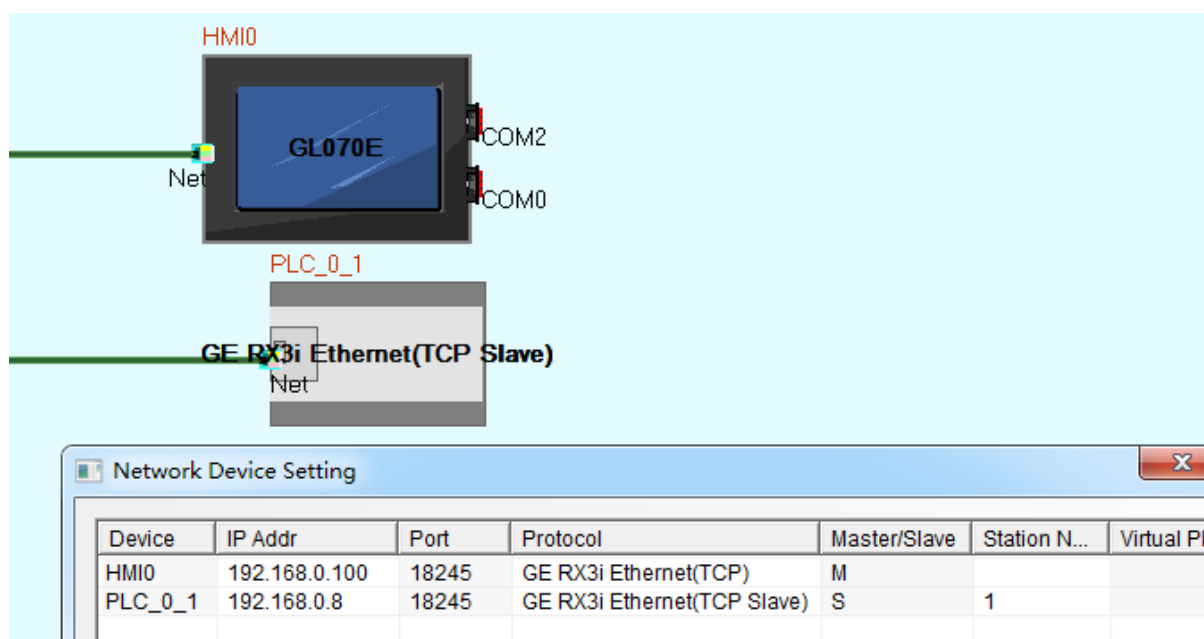 HMI0
GL070E
COM2
Net
COM0
PLC_0_1
GE RX3i Ethernet(TCP Slave)
Net
Network Device Setting
Device IP Addr Port Protocol Master/Slave Station N... Virtual Pl
HMI0 192.168.0.100 18245 GE RX3i Ethernet(TCP) M
PLC_0_1 192.168.0.8 18245 GE RX3i Ethernet(TCP Slave) S 1